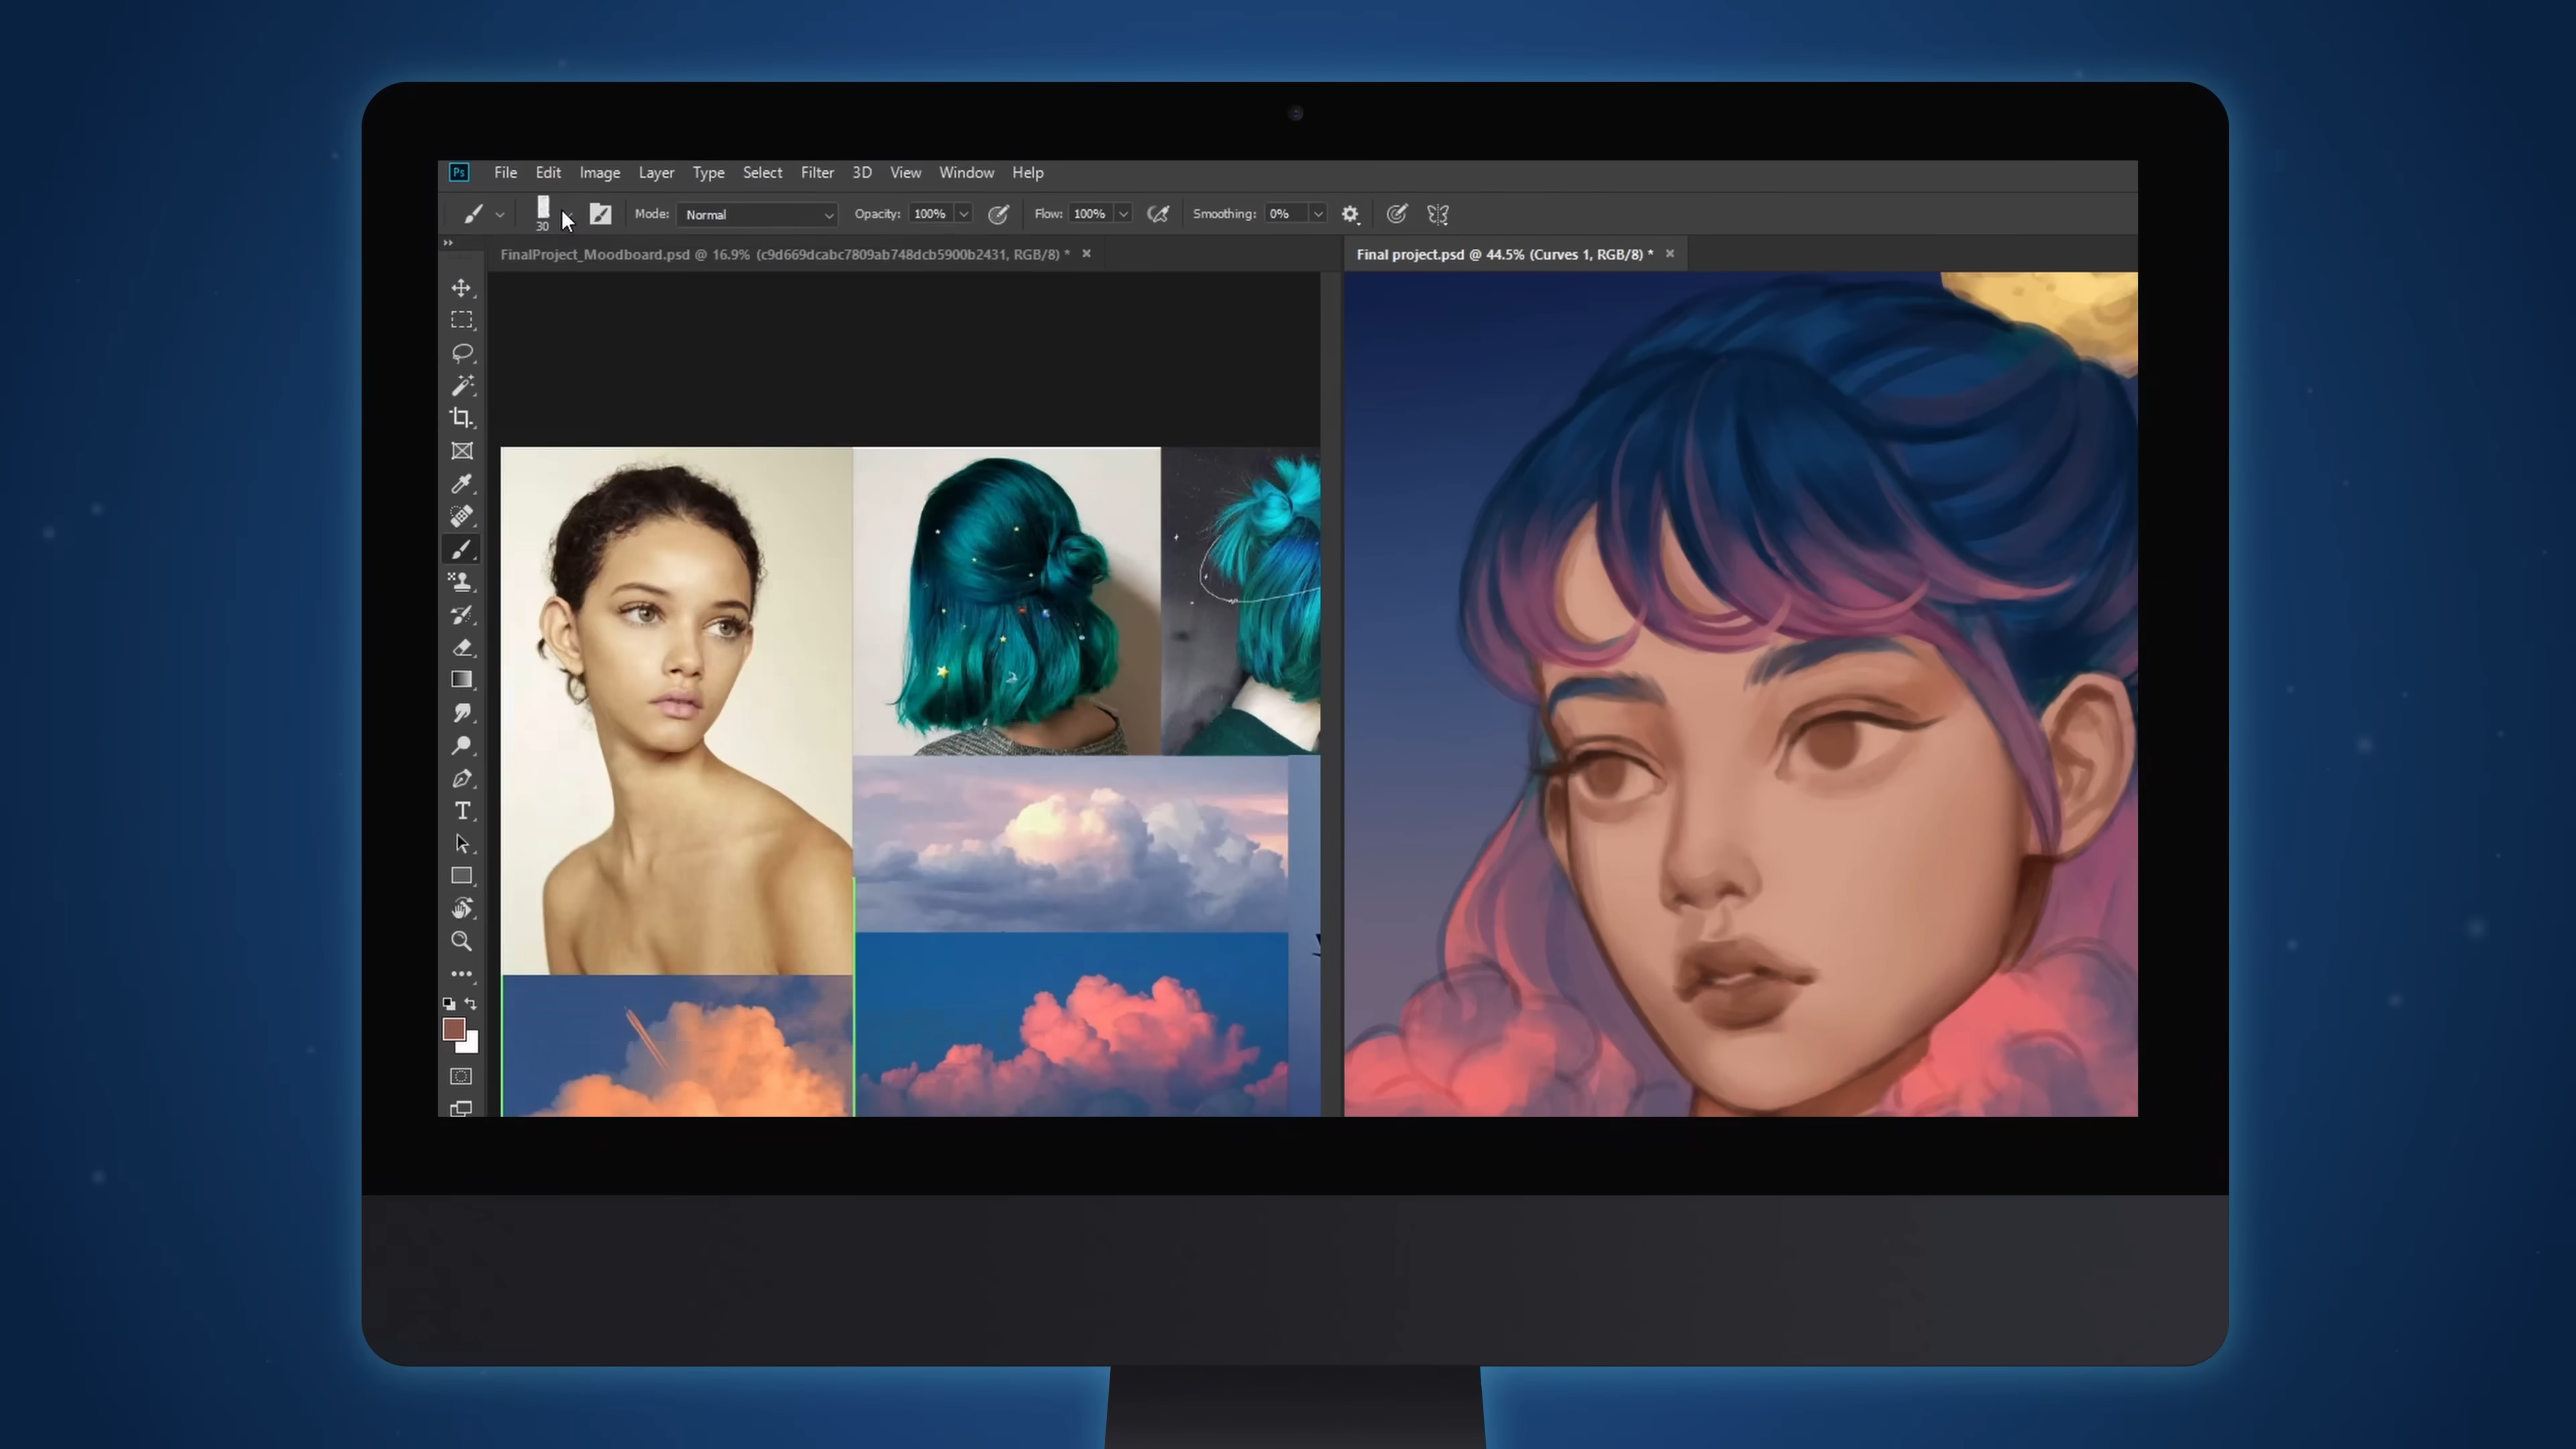 Ps File Edit Image Layer Type Select Filter 3D View Window Help
30 Mode: Normal Opacity: 100% Flow: 100% Smoothing: 0%
FinalProject_Moodboard.psd @ 16.9% (c9d669dcabc7809ab748dcb5900b2431, RGB/8) *
Final project.psd @ 44.5% (Curves 1, RGB/8) *